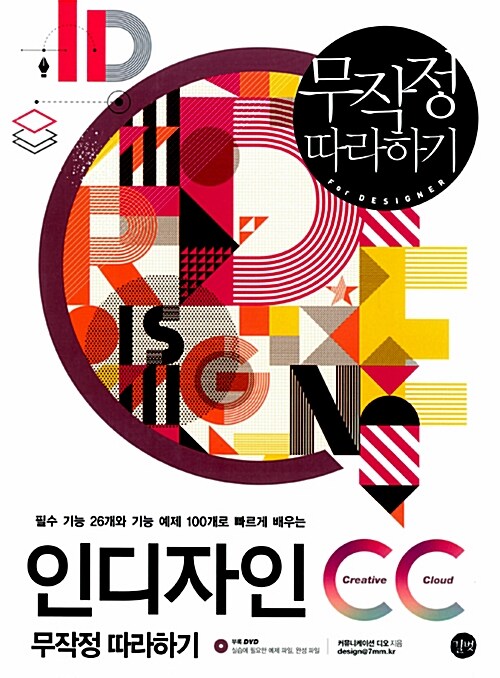 ID
무작정
따라하기
For DESIGNER
IS
필수 기능 26개와 기능 예제 100개로 빠르게 배우는
인디자인 CC
Creative Cloud
무작정 따라하기
부록 DVD
실습에 필요한 예제 파일, 완성 파일
커뮤니케이션 디오 지음
design@7mm.kr
길벗